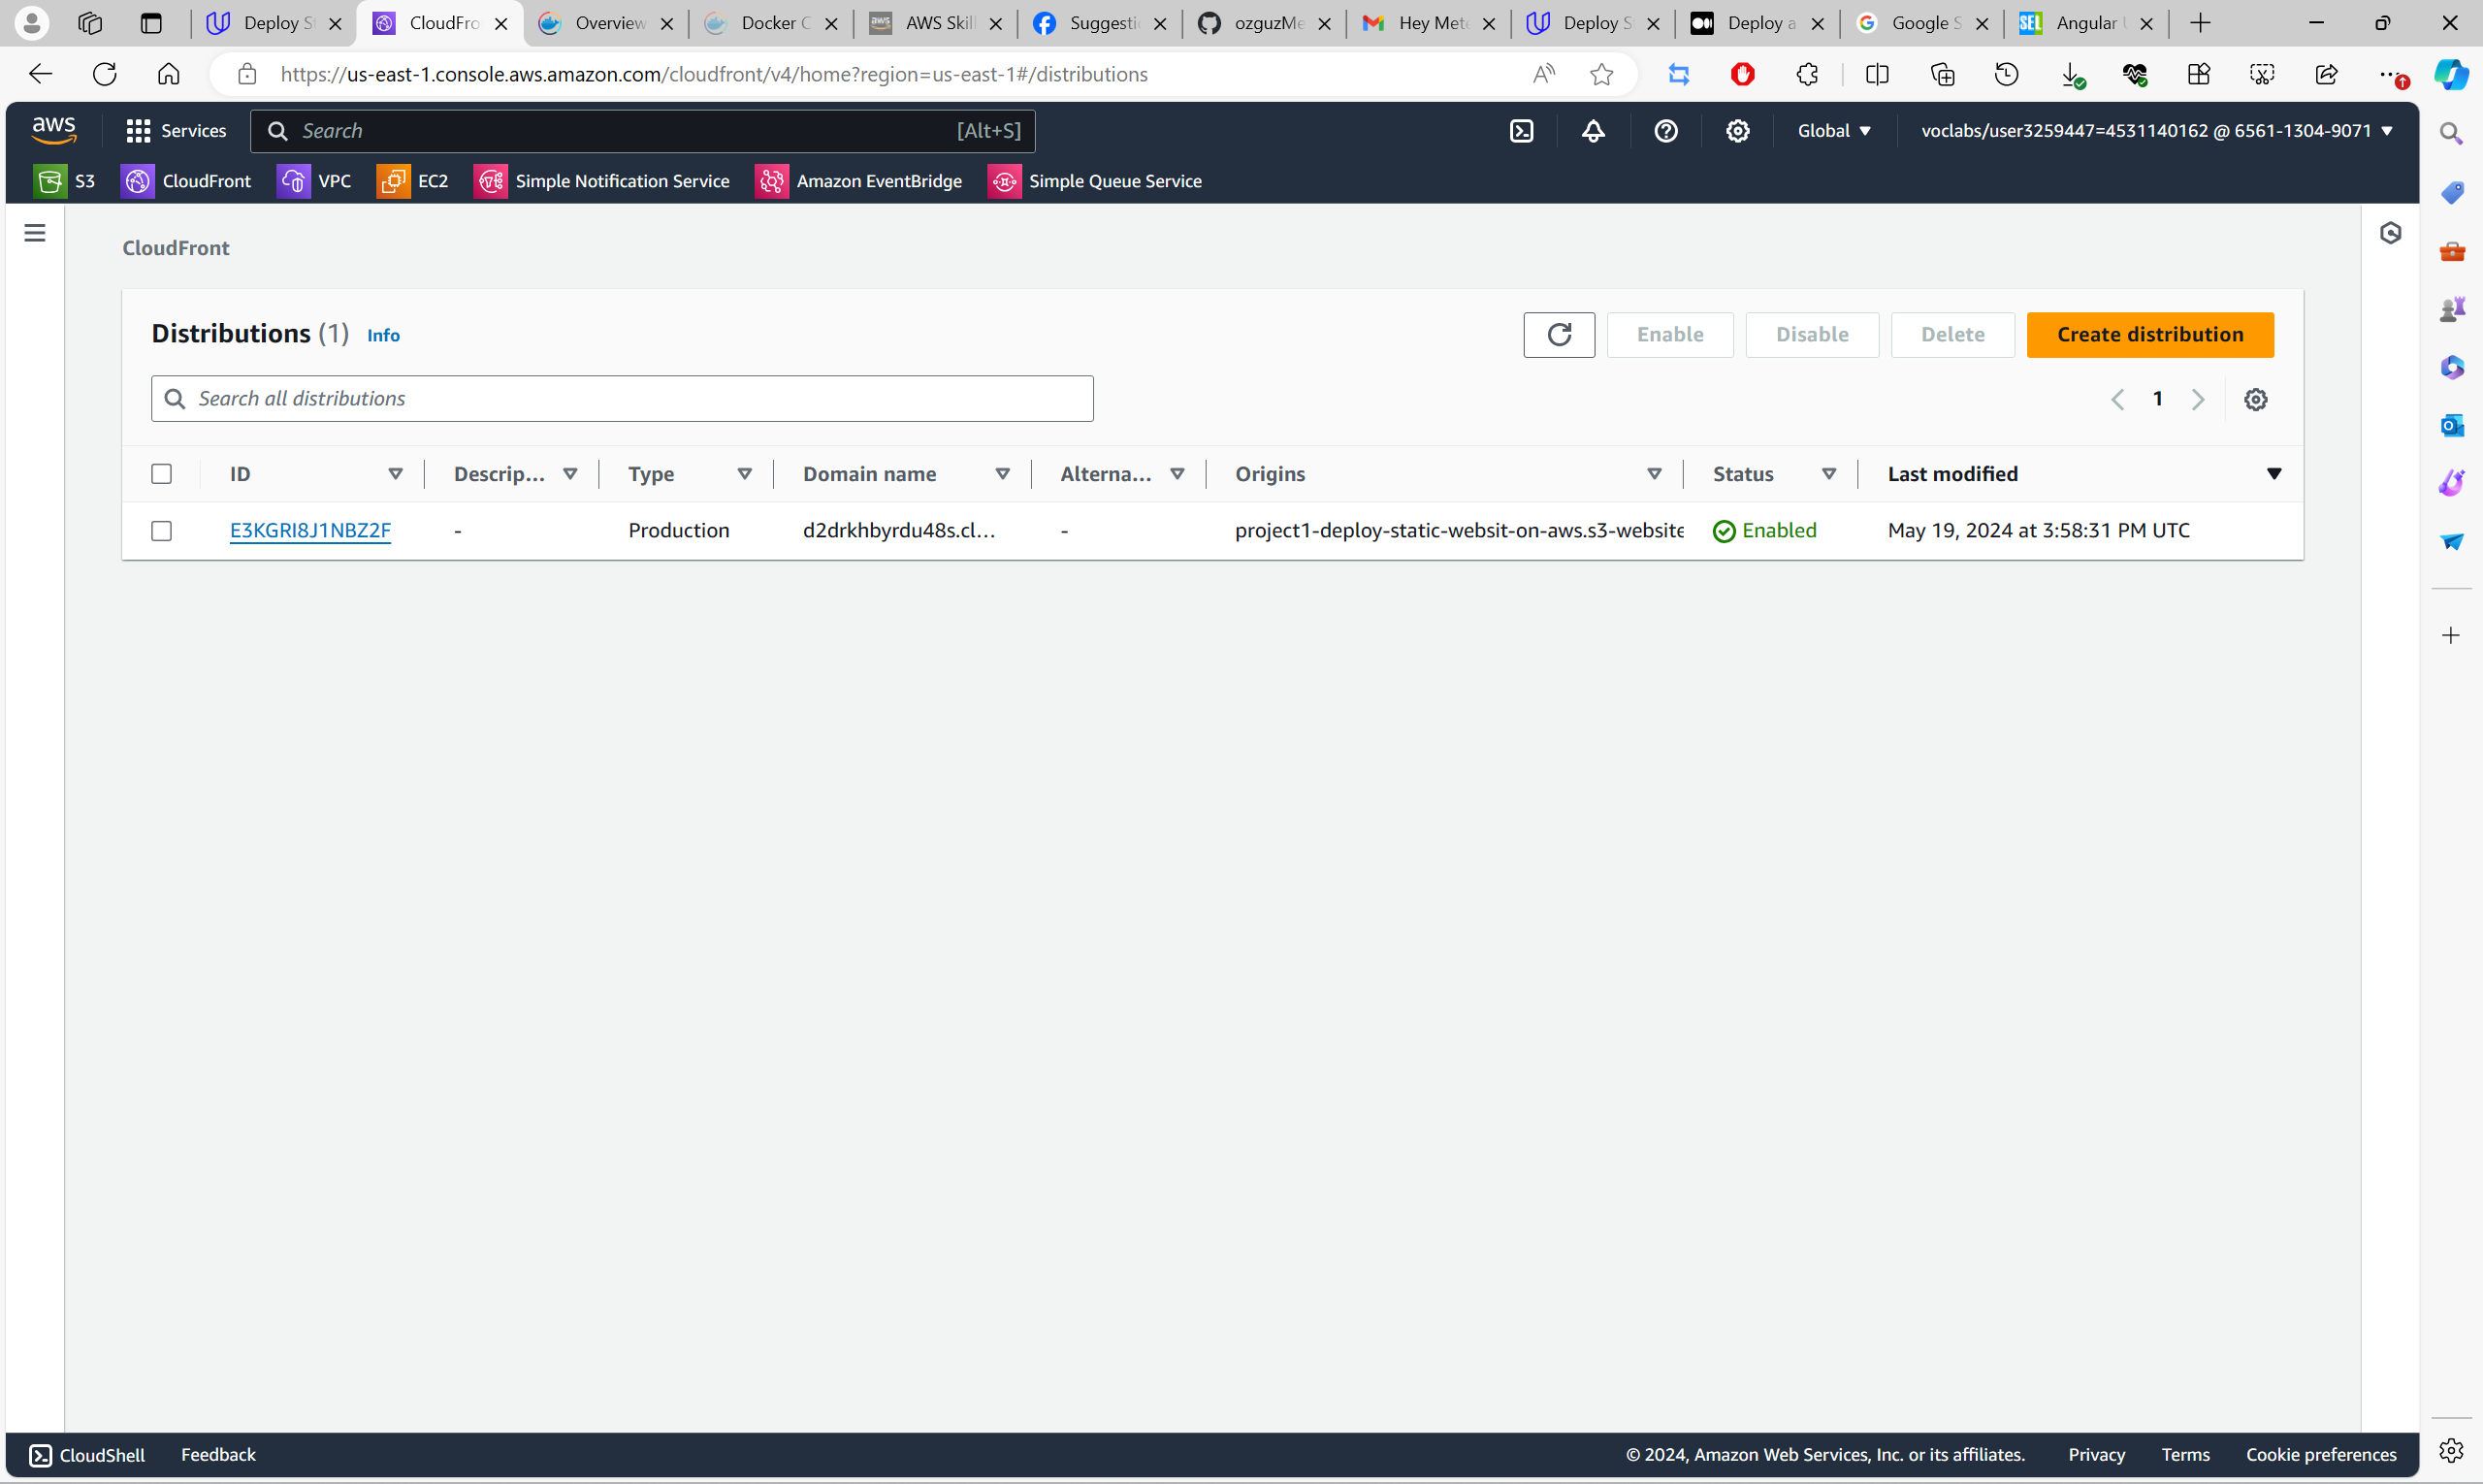 Deploy S
CloudFro
Overview
Docker C
AWS Skil
Suggesti
ozguzMe
Hey Mete
Deploy S
Deploy a
Google S
SEL Angular
https://us-east-1.console.aws.amazon.com/cloudfront/v4/home?region=us-east-1#/distributions
aws Services Search [Alt+S] Global voclabs/user3259447=4531140162 @ 6561-1304-9071
S3 CloudFront VPC EC2 Simple Notification Service Amazon EventBridge Simple Queue Service
CloudFront
Distributions (1) Info Enable Disable Delete Create distribution
Search all distributions 1
ID Descrip... Type Domain name Alterna... Origins Status Last modified
E3KGRI8J1NBZ2F - Production d2drkhbyrdu48s.cl... - project1-deploy-static-websit-on-aws.s3-website Enabled May 19, 2024 at 3:58:31 PM UTC
CloudShell Feedback © 2024, Amazon Web Services, Inc. or its affiliates. Privacy Terms Cookie preferences